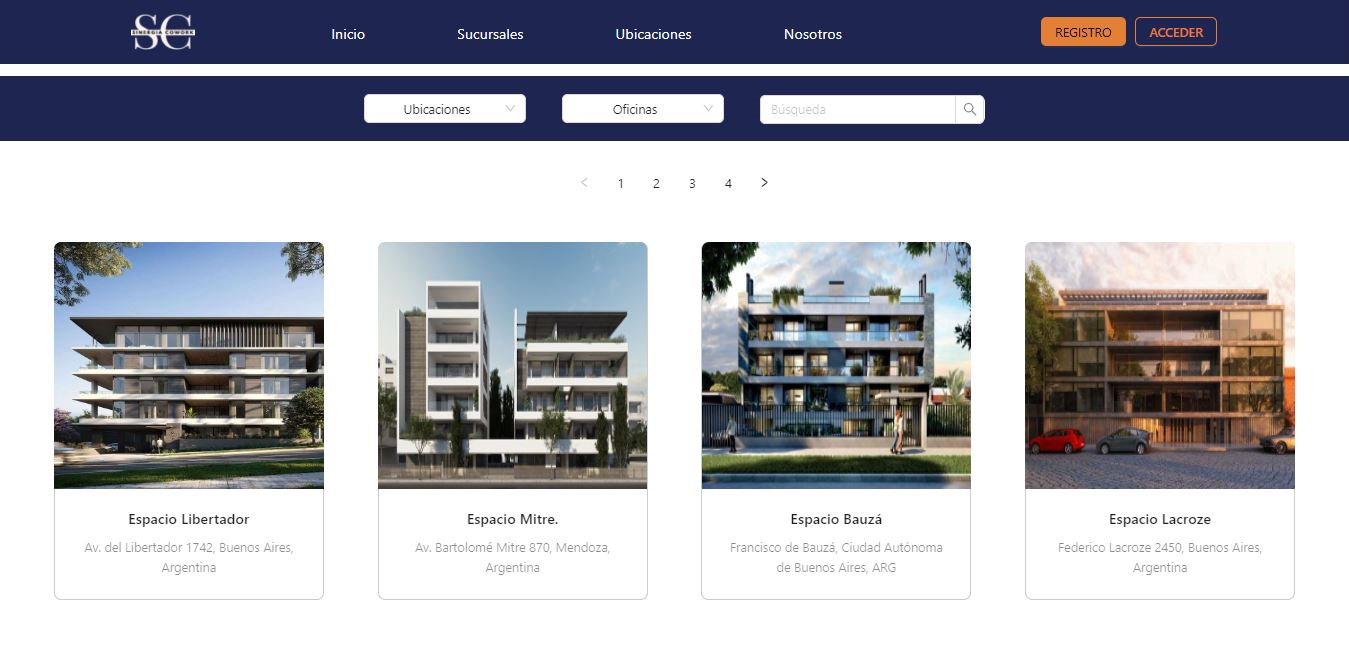 SC
SINERGIA COWORK
Inicio
Sucursales
Ubicaciones
Nosotros
REGISTRO
ACCEDER
Ubicaciones
Oficinas
Búsqueda
1
2
3
4
Espacio Libertador
Av. del Libertador 1742, Buenos Aires,
Argentina
Espacio Mitre.
Av. Bartolomé Mitre 870, Mendoza,
Argentina
Espacio Bauzá
Francisco de Bauzá, Ciudad Autónoma
de Buenos Aires, ARG
Espacio Lacroze
Federico Lacroze 2450, Buenos Aires,
Argentina